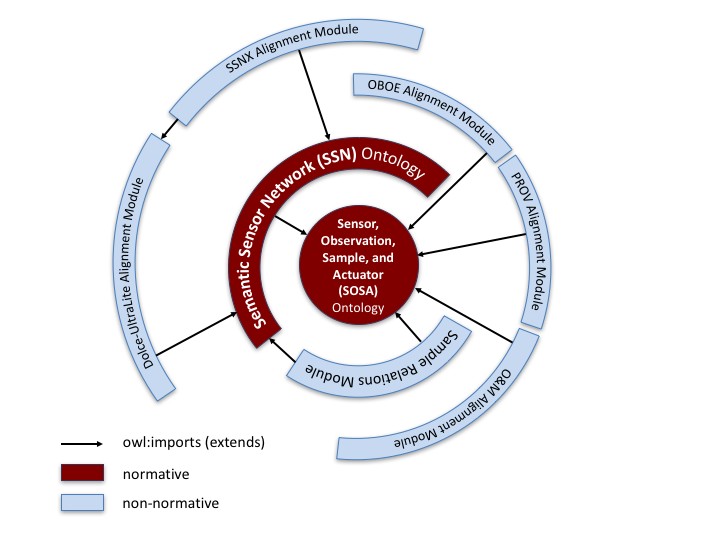 SSNX Alignment Module
OBOE Alignment Module
PROV Alignment Module
Semantic Sensor Network (SSN) Ontology
Sensor,
Observation,
Sample, and
Actuator
(SOSA)
Ontology
Dolce-UltraLite Alignment Module
Sample Relations Module
O&M Alignment Module
owl:imports (extends)
normative
non-normative